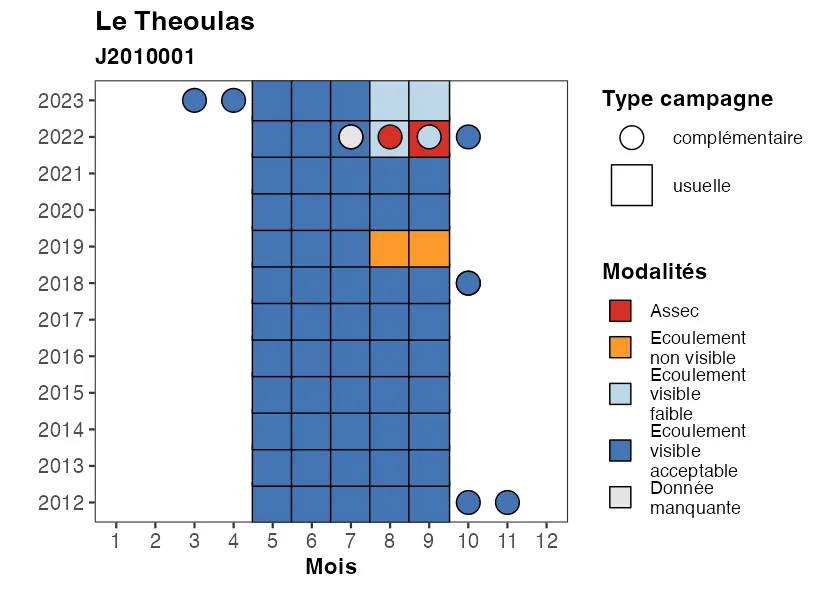 Le Theoulas
J2010001
2023
2022
2021
2020
2019
2018
2017
2016
2015
2014
2013
2012
1 2 3 4 5 6 7 8 9 10 11 12
Mois
Type campagne
complémentaire
usuelle
Modalités
Assec
Ecoulement
non visible
Ecoulement
visible
faible
Ecoulement
visible
acceptable
Donnée
manquante